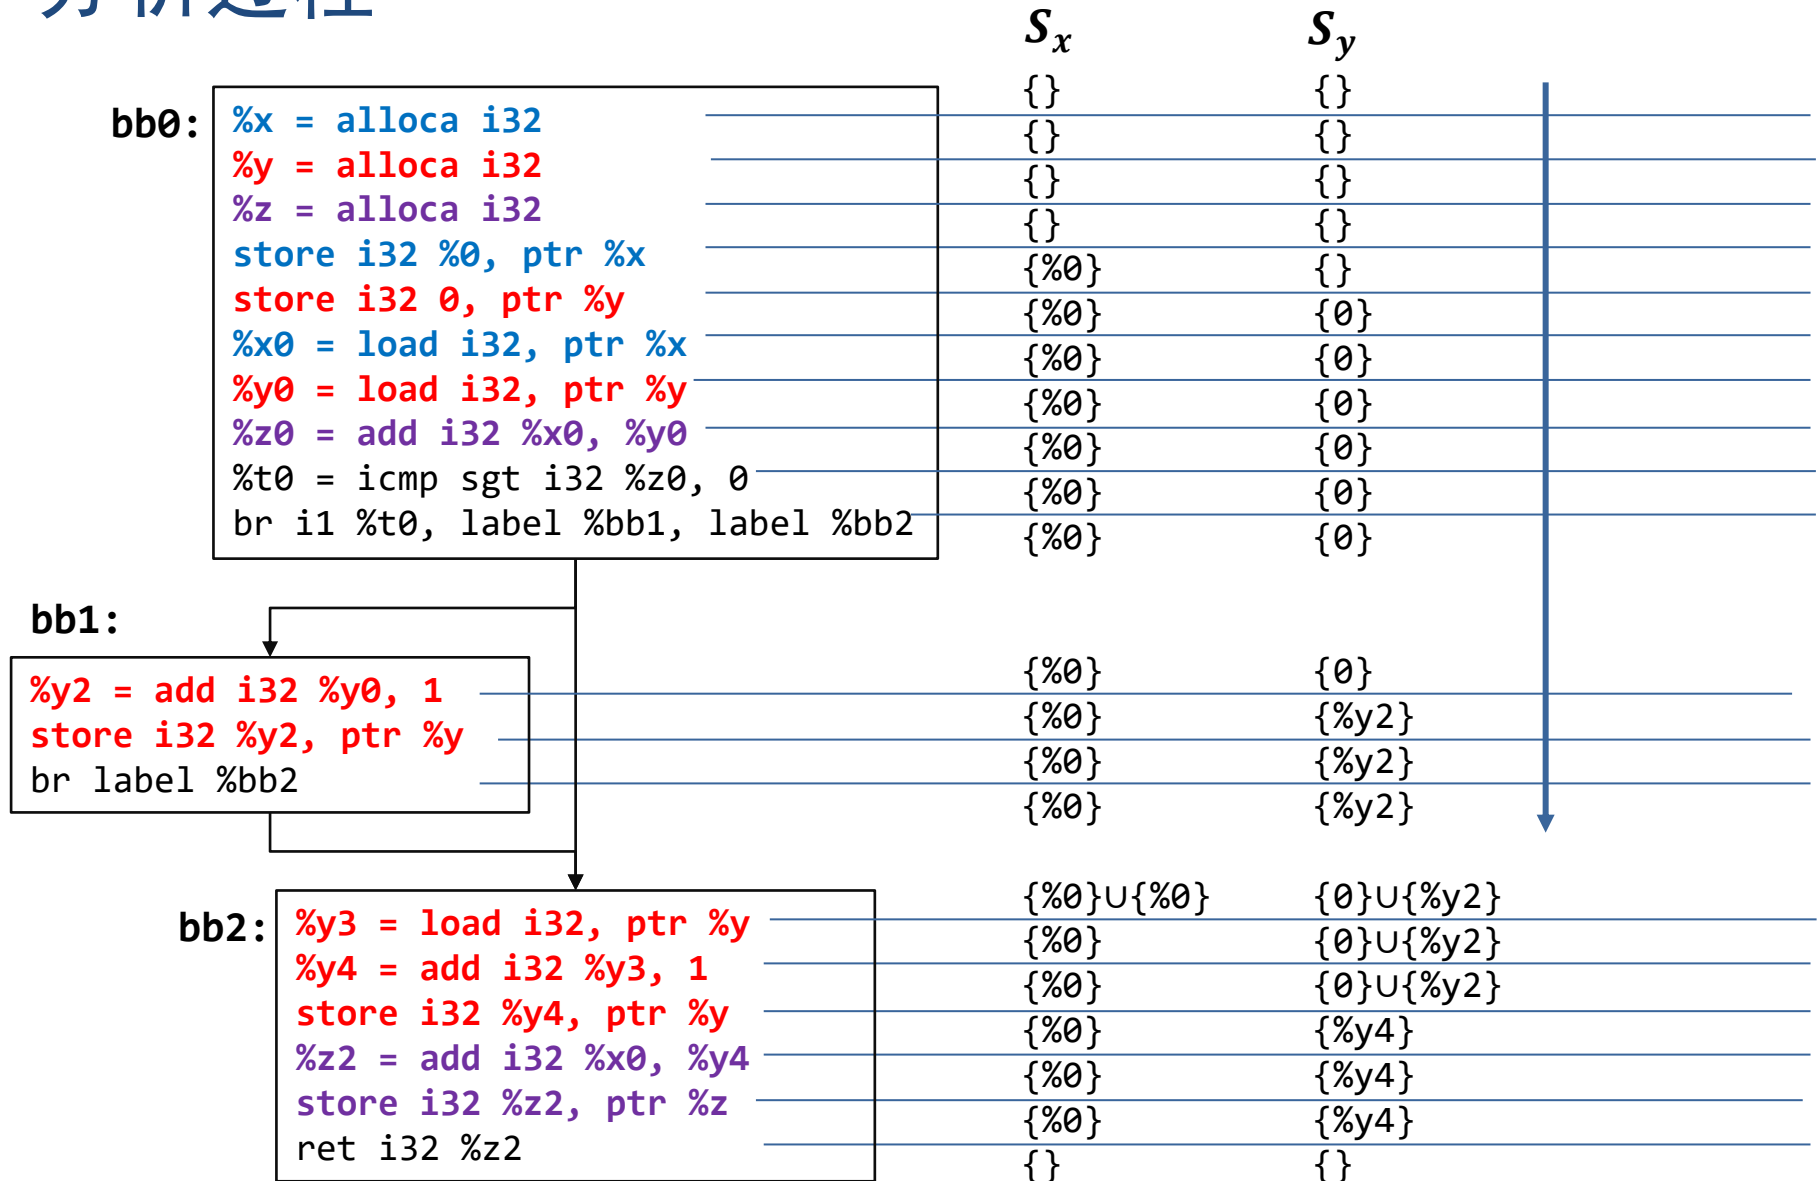 分析过程
Sx Sy
{} {}
bb0:
%x = alloca i32
{} {}
%y = alloca i32
{} {}
%z = alloca i32
{} {}
store i32 %0, ptr %x
{%0} {}
store i32 0, ptr %y
{%0} {0}
%x0 = load i32, ptr %x
{%0} {0}
%y0 = load i32, ptr %y
{%0} {0}
%z0 = add i32 %x0, %y0
{%0} {0}
%t0 = icmp sgt i32 %z0, 0
{%0} {0}
br i1 %t0, label %bb1, label %bb2
{%0} {0}
bb1:
{%0} {0}
%y2 = add i32 %y0, 1
{%0} {%y2}
store i32 %y2, ptr %y
{%0} {%y2}
br label %bb2
{%0} {%y2}
{%0}∪{%0} {0}∪{%y2}
bb2:
%y3 = load i32, ptr %y
{%0} {0}∪{%y2}
%y4 = add i32 %y3, 1
{%0} {0}∪{%y2}
store i32 %y4, ptr %y
{%0} {%y4}
%z2 = add i32 %x0, %y4
{%0} {%y4}
store i32 %z2, ptr %z
{%0} {%y4}
ret i32 %z2
{} {}